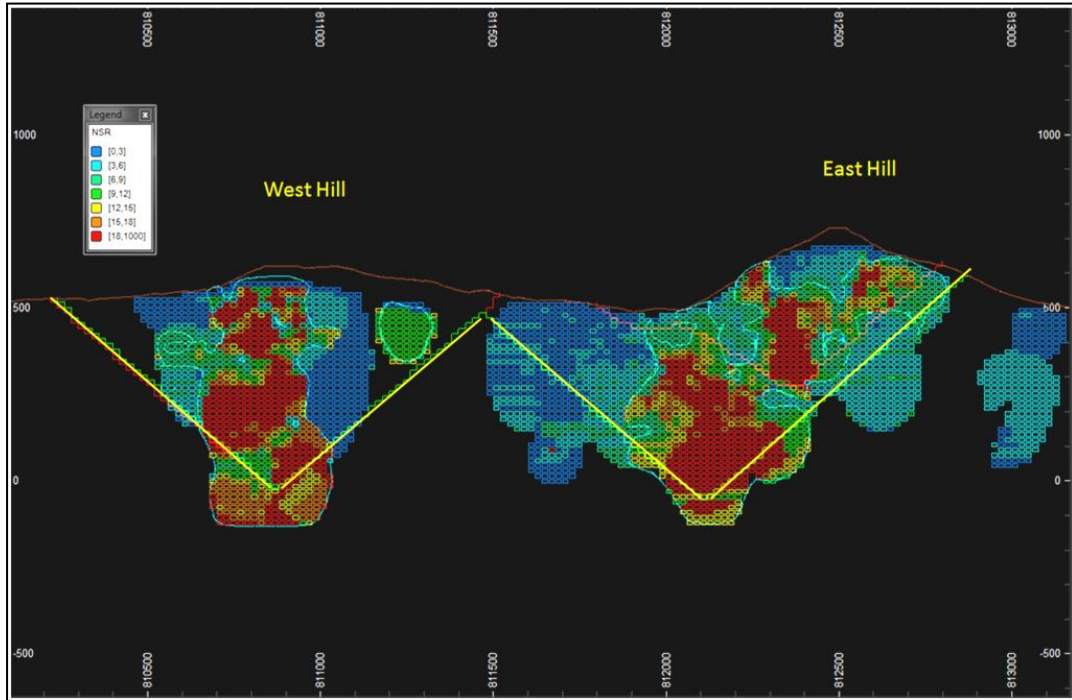 810500 811000 811500 812000 812500 813000
1000 1000
Legend
x
NSR
[0,3]
[3,6]
[6,9]
[9,12]
[12,15]
[15,18]
[18,1000]
West Hill
East Hill
500 500
0 0
-500 -500
810500 811000 811500 812000 812500 813000